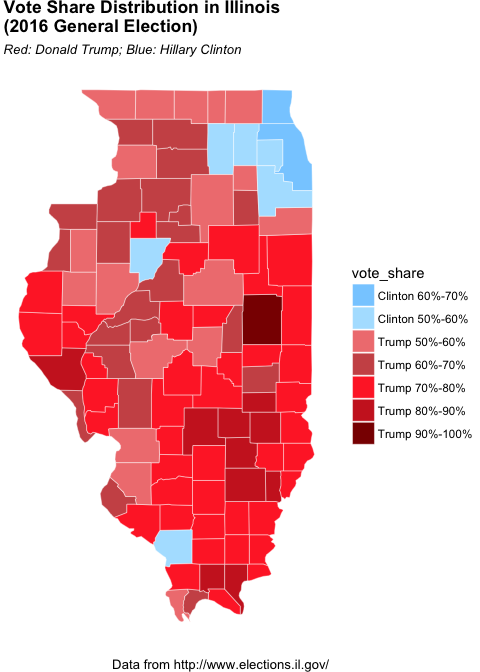 Vote Share Distribution in Illinois
(2016 General Election)
Red: Donald Trump; Blue: Hillary Clinton
vote_share
Clinton 60%-70%
Clinton 50%-60%
Trump 50%-60%
Trump 60%-70%
Trump 70%-80%
Trump 80%-90%
Trump 90%-100%
Data from http://www.elections.il.gov/